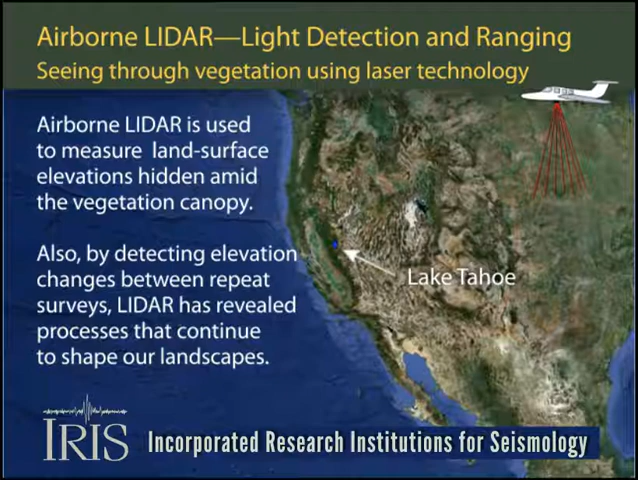 Airborne LIDAR—Light Detection and Ranging
Seeing through vegetation using laser technology
Airborne LIDAR is used
to measure land-surface
elevations hidden amid
the vegetation canopy.
Also, by detecting elevation
changes between repeat
surveys, LIDAR has revealed
processes that continue
to shape our landscapes.
Lake Tahoe
IRIS Incorporated Research Institutions for Seismology